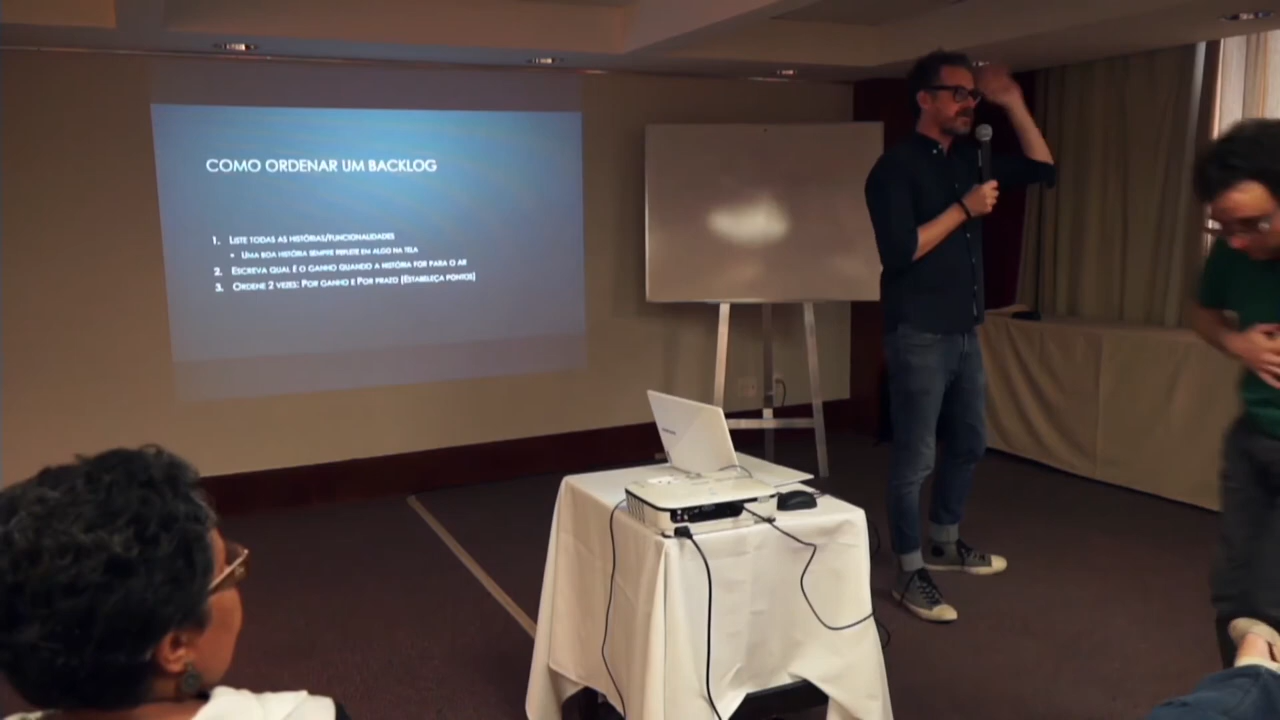 COMO ORDENAR UM BACKLOG
1. LISTE TODAS AS HISTÓRIAS/FUNCIONALIDADES
• UMA BOA HISTÓRIA SEMPRE REFLETE EM ALGO NA TELA
2. ESCREVA QUAL É O GANHO QUANDO A HISTÓRIA FOR PARA O AR
3. ORDENE 2 VEZES: POR GANHO E POR PRAZO (ESTABELEÇA PONTOS)